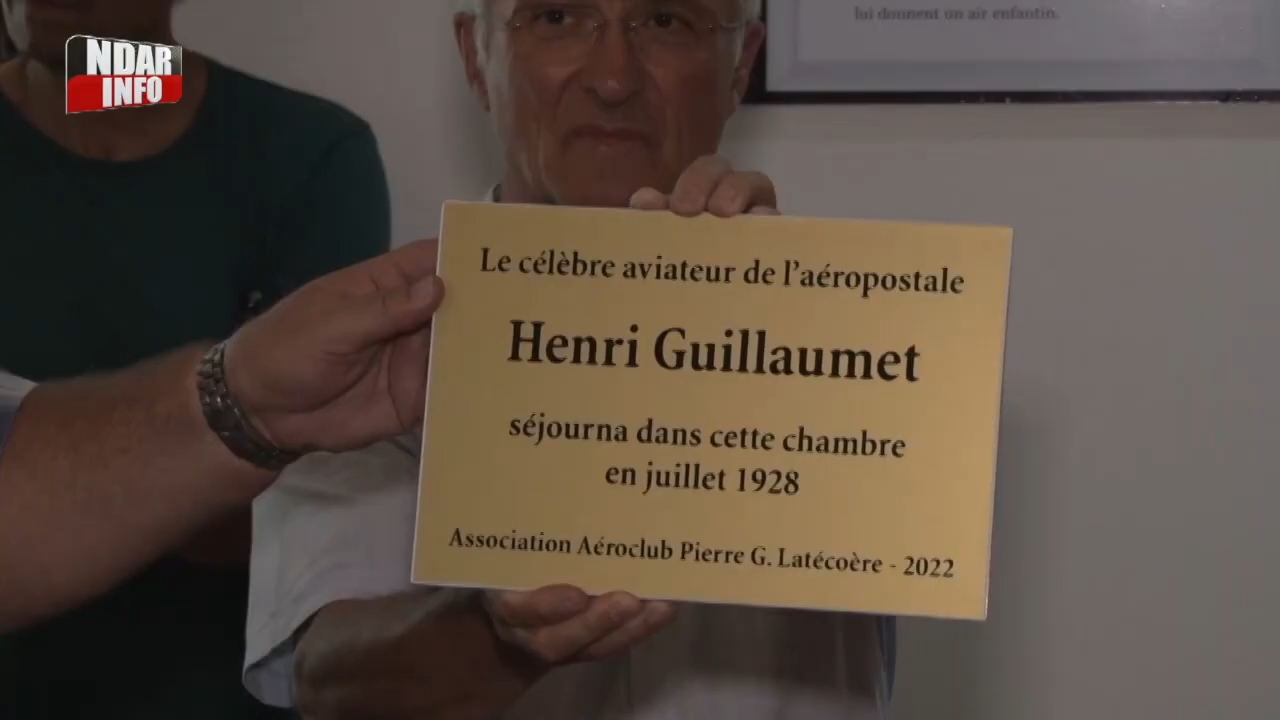 NDAR
INFO
lui donnent un air enfantin.
Le célèbre aviateur de l'aéropostale
Henri Guillaumet
séjourna dans cette chambre
en juillet 1928
Association Aéroclub Pierre G. Latécoère - 2022